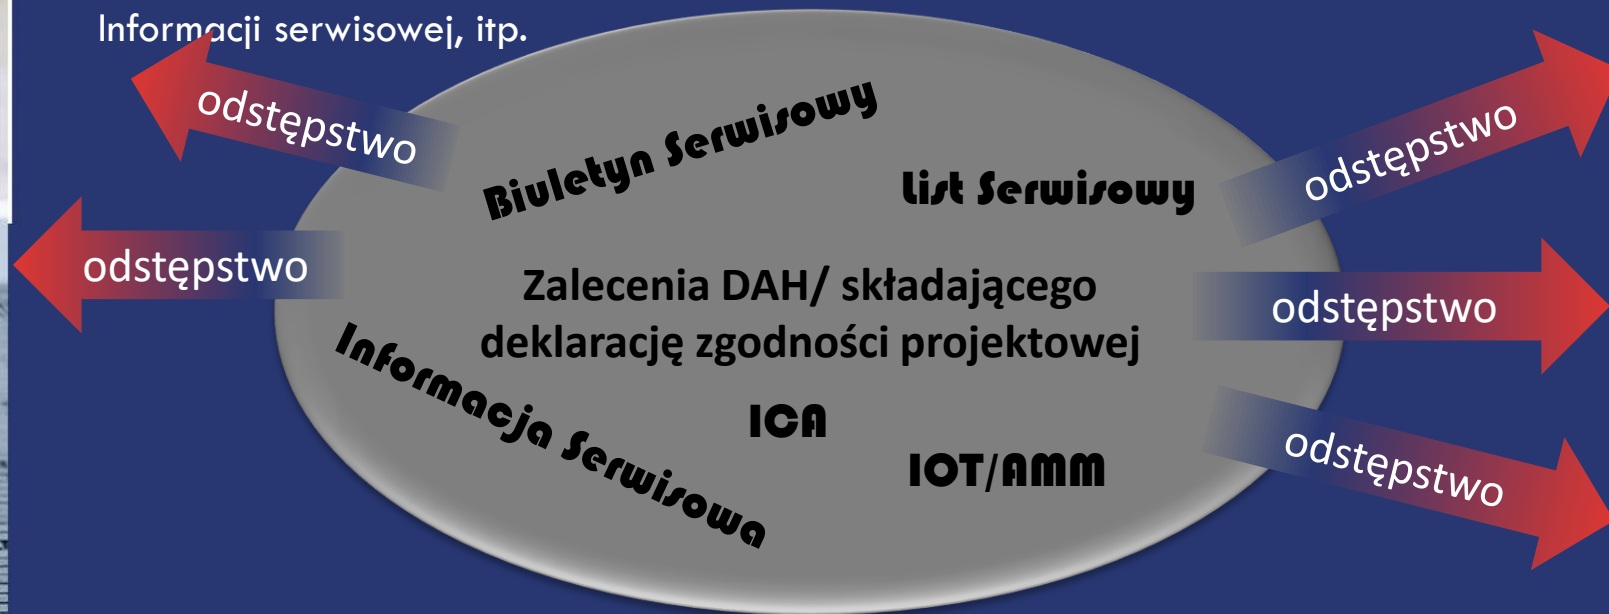 Informacji serwisowej, itp.
odstępstwo
Biuletyn Serwisowy
List Serwisowy
odstępstwo
odstępstwo
Zalecenia DAH/ składającego
deklarację zgodności projektowej
odstępstwo
Informacja Serwisowa
ICA
IOT/AMM
odstępstwo